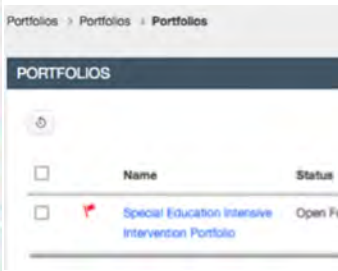 Portfolios > Portfolios > Portfolios
PORTFOLIOS
Name Status
Special Education Intensive Open
Intervention Portfolio